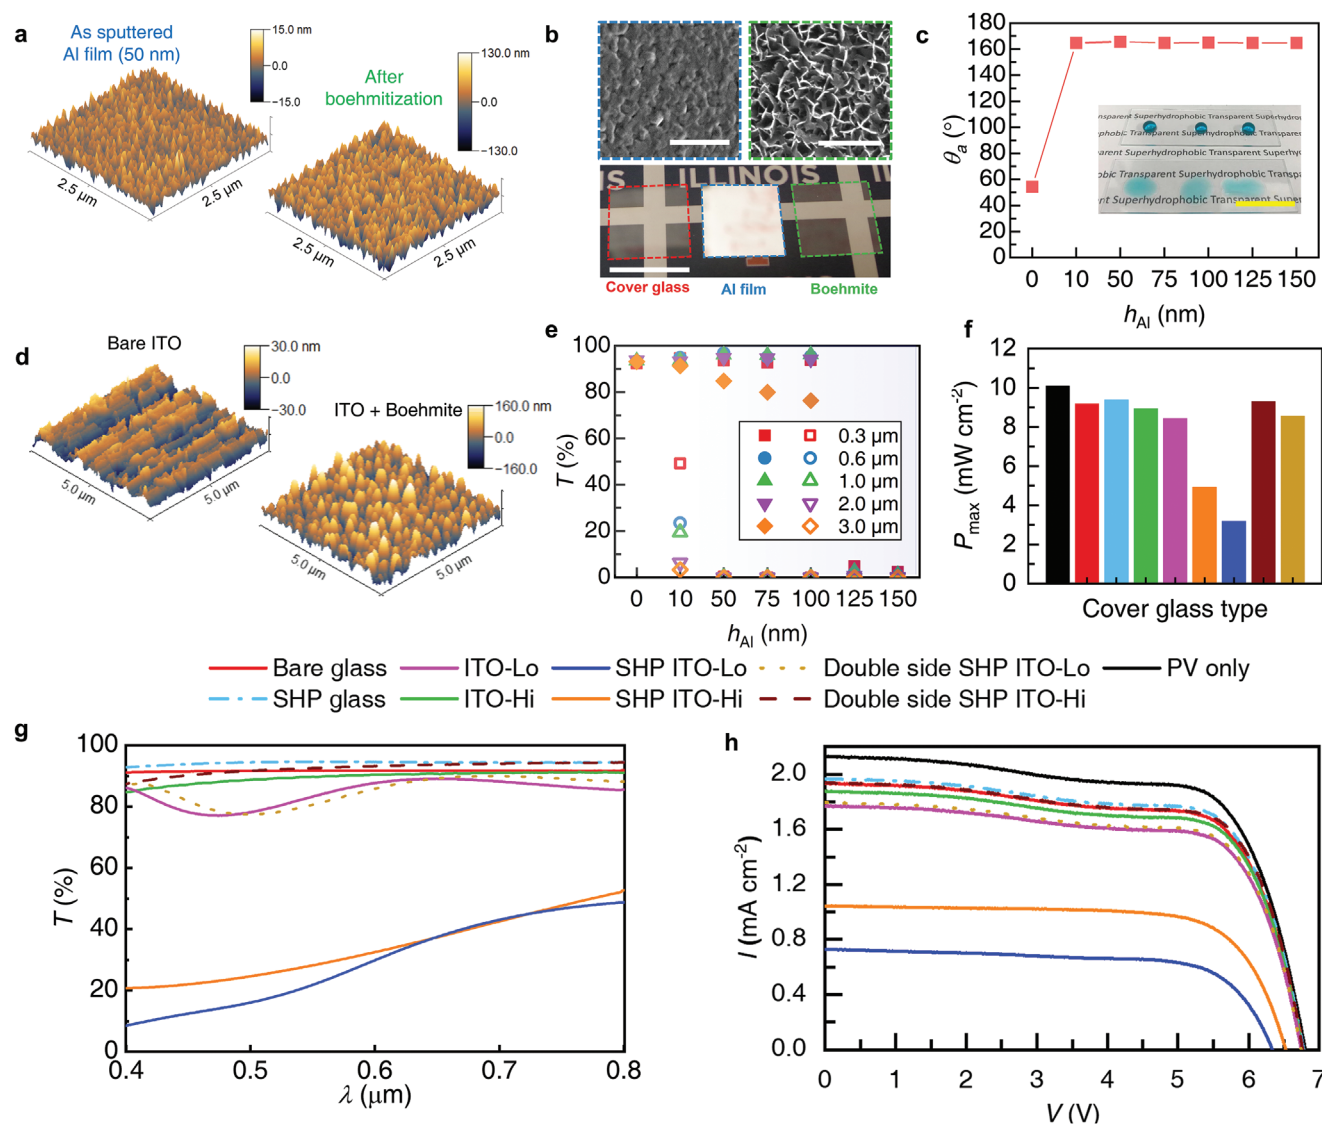 a
As sputtered
Al film (50 nm)
15.0 nm
0.0
−15.0
2.5 µm
2.5 µm
After
boehmitization
130.0 nm
0.0
−130.0
2.5 µm
2.5 µm
b
ILLINOIS
Cover glass
Al film
Boehmite
c
180
160
140
120
100
80
60
40
20
0
θa (°)
Transparent Superhydrophobic Transparent
Superhydrophobic Transparent
0 10 50 75 100 125 150
hAl (nm)
d
Bare ITO
30.0 nm
0.0
−30.0
5.0 µm
5.0 µm
ITO + Boehmite
160.0 nm
0.0
−160.0
5.0 µm
5.0 µm
e
100
80
60
40
20
0
T (%)
0.3 µm
0.6 µm
1.0 µm
2.0 µm
3.0 µm
0 10 50 75 100 125 150
hAl (nm)
f
12
10
8
6
4
2
0
Pmax (mW cm-2)
Cover glass type
Bare glass ITO-Lo SHP ITO-Lo Double side SHP ITO-Lo PV only
SHP glass ITO-Hi SHP ITO-Hi Double side SHP ITO-Hi
g
100
80
60
40
20
0
T (%)
0.4 0.5 0.6 0.7 0.8
λ (µm)
h
2.0
1.6
1.2
0.8
0.4
0.0
I (mA cm-2)
0 1 2 3 4 5 6 7
V (V)